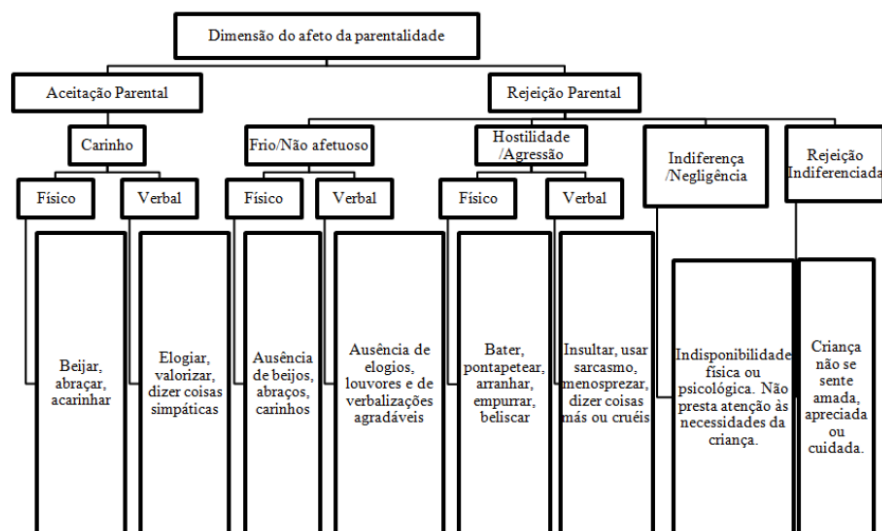 Dimensão do afeto da parentalidade
Aceitação Parental
Rejeição Parental
Carinho
Frio/Não afetuoso
Hostilidade
/Agressão
Indiferença
/Negligência
Rejeição
Indiferenciada
Físico
Verbal
Físico
Verbal
Físico
Verbal
Beijar,
abraçar,
acarinhar
Elogiar,
valorizar,
dizer coisas
simpáticas
Ausência
de beijos,
abraços,
carinhos
Ausência de
elogios,
louvores e de
verbalizações
agradáveis
Bater,
pontapetear,
arranhar,
empurrar,
beliscar
Insultar, usar
sarcasmo,
menosprezar,
dizer coisas
más ou cruéis
Indisponibilidade
física ou
psicológica. Não
presta atenção às
necessidades da
criança.
Criança
não se
sente
amada,
apreciada
ou
cuidada.